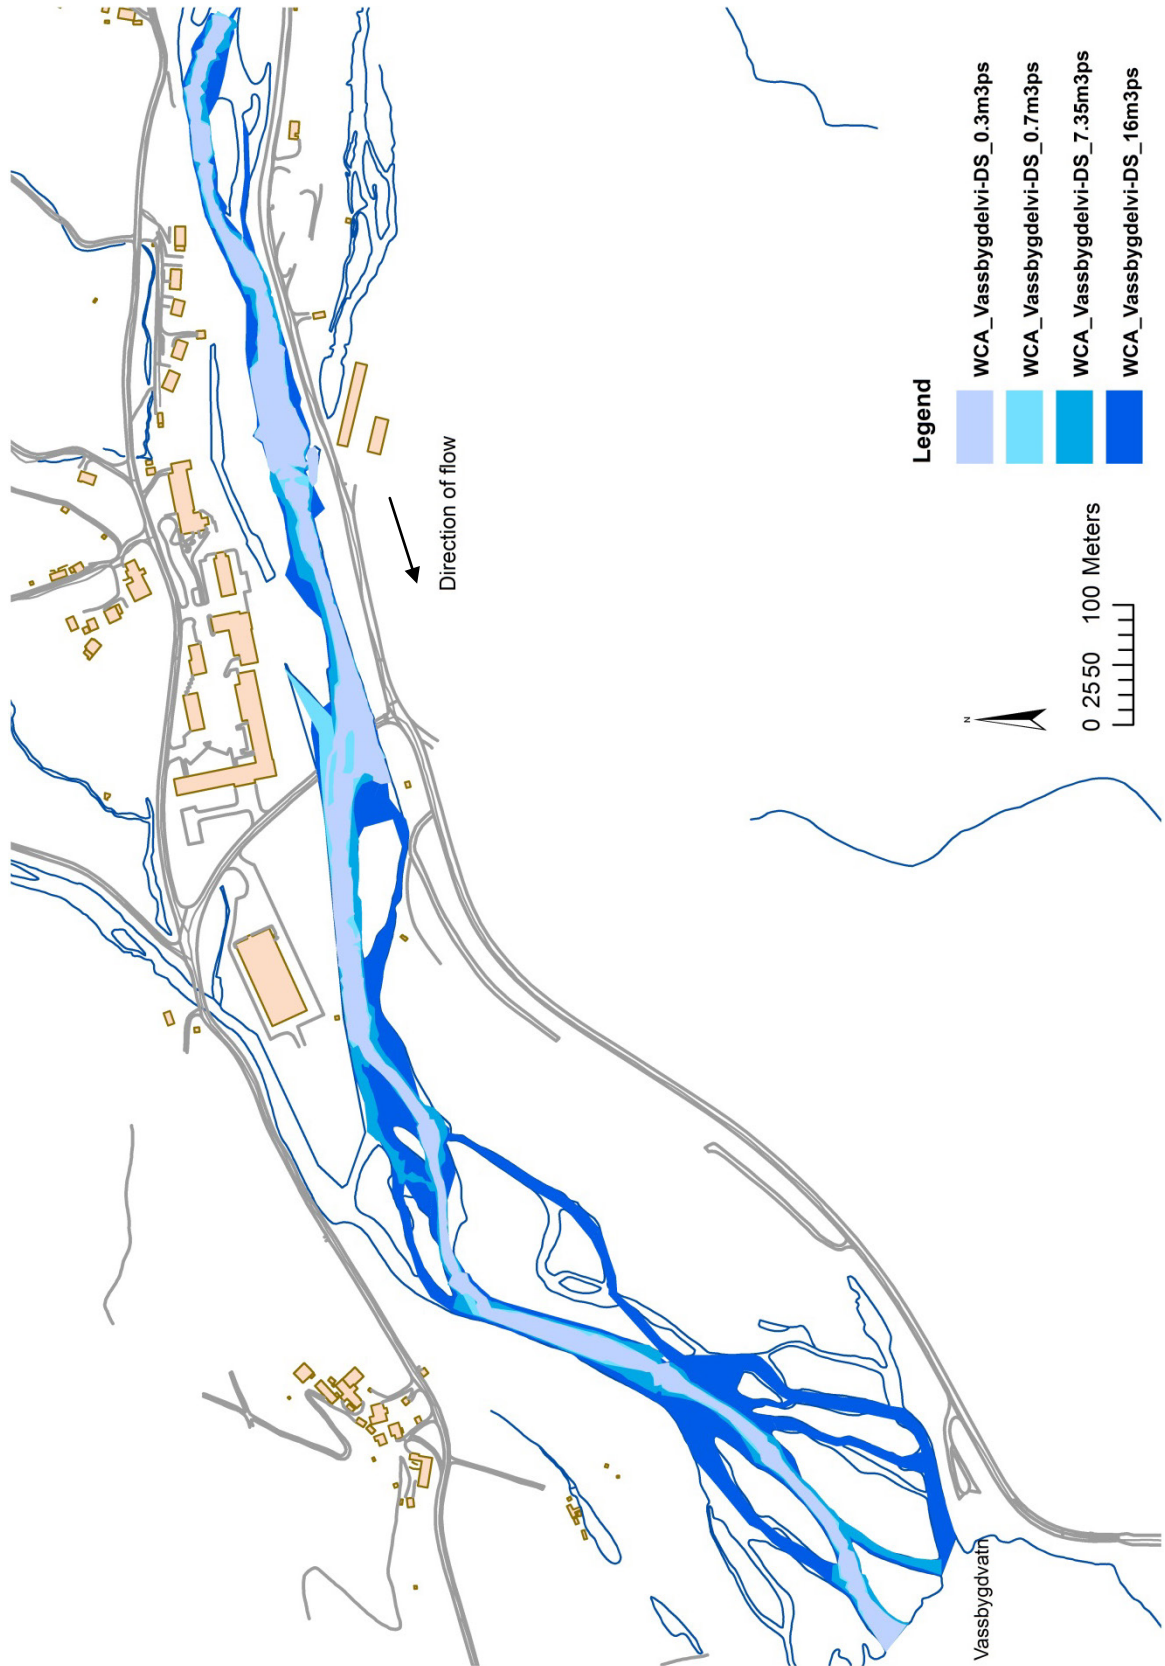 Direction of flow
Legend
WCA_Vassbygdelvi-DS_0.3m3ps
WCA_Vassbygdelvi-DS_0.7m3ps
WCA_Vassbygdelvi-DS_7.35m3ps
WCA_Vassbygdelvi-DS_16m3ps
N
0 25 50 100 Meters
Vassbygdvatn